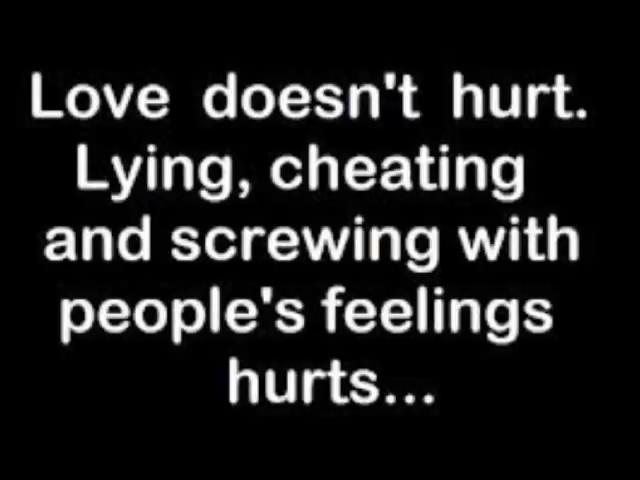 Love doesn't hurt.
Lying, cheating
and screwing with
people's feelings
hurts...